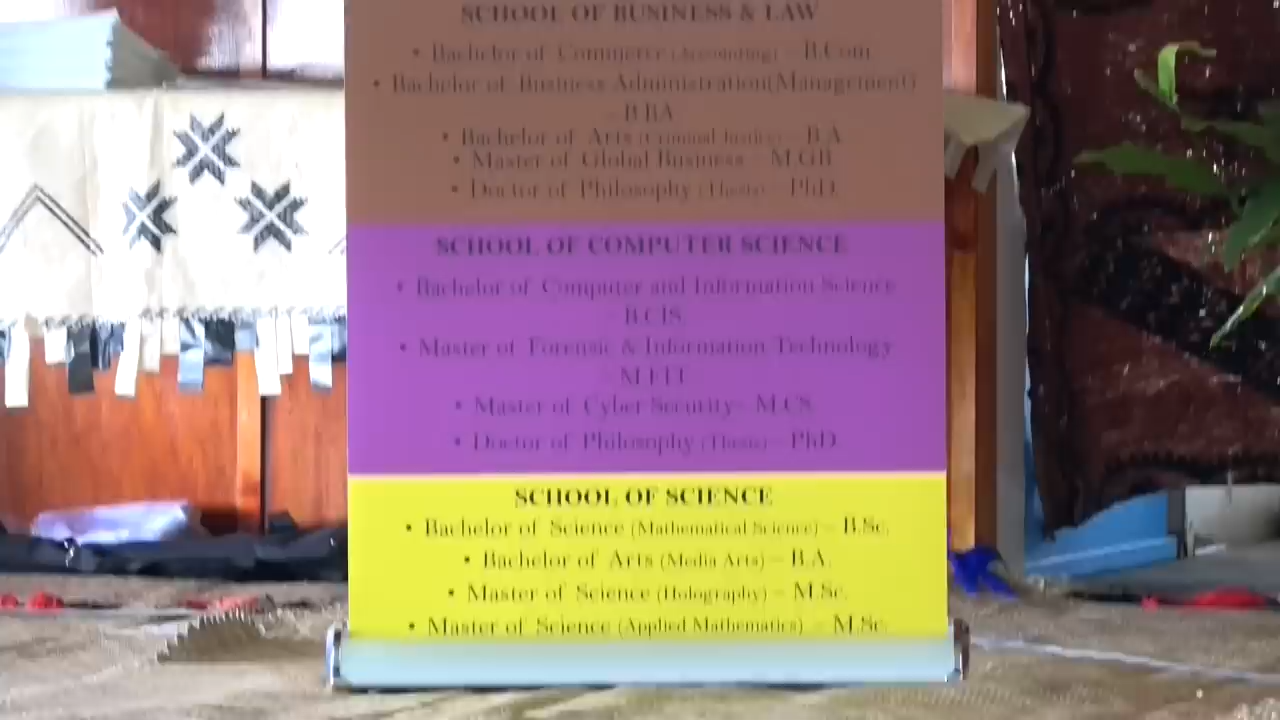 SCHOOL OF BUSINESS & LAW
• Bachelor of Commerce (Accounting) – B.Com.
• Bachelor of Business Administration(Management)
– B.BA
• Bachelor of Arts (Criminal Justice) – B.A
• Master of Global Business – M.GB
• Doctor of Philosophy (Thesis) – PhD.
SCHOOL OF COMPUTER SCIENCE
• Bachelor of Computer and Information Science
– B.CIS.
• Master of Forensic & Information Technology
– M.FIT
• Master of Cyber Security– M.CS.
• Doctor of Philosophy (Thesis) – PhD.
SCHOOL OF SCIENCE
• Bachelor of Science (Mathematical Science) – B.Sc.
• Bachelor of Arts (Media Arts) – B.A.
• Master of Science (Holography) – M.Sc.
• Master of Science (Applied Mathematics) – M.Sc.